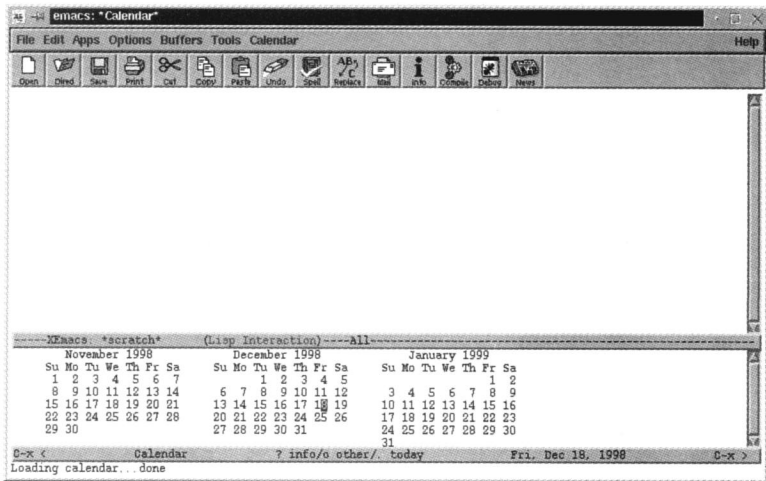 emacs: *Calendar*
File Edit Apps Options Buffers Tools Calendar Help
Open Dired Save Print Cut Copy Paste Undo Spell Replace Mail Info Compile Debug News
-----XEmacs: *scratch* (Lisp Interaction)----All----
November 1998 December 1998 January 1999
Su Mo Tu We Th Fr Sa Su Mo Tu We Th Fr Sa Su Mo Tu We Th Fr Sa
1 2 3 4 5 6 7 1 2 3 4 5 1 2
8 9 10 11 12 13 14 6 7 8 9 10 11 12 3 4 5 6 7 8 9
15 16 17 18 19 20 21 13 14 15 16 17 18 19 10 11 12 13 14 15 16
22 23 24 25 26 27 28 20 21 22 23 24 25 26 17 18 19 20 21 22 23
29 30 27 28 29 30 31 24 25 26 27 28 29 30
31
C-x < Calendar ? info/o other/. today Fri, Dec 18, 1998 C-x >
Loading calendar...done